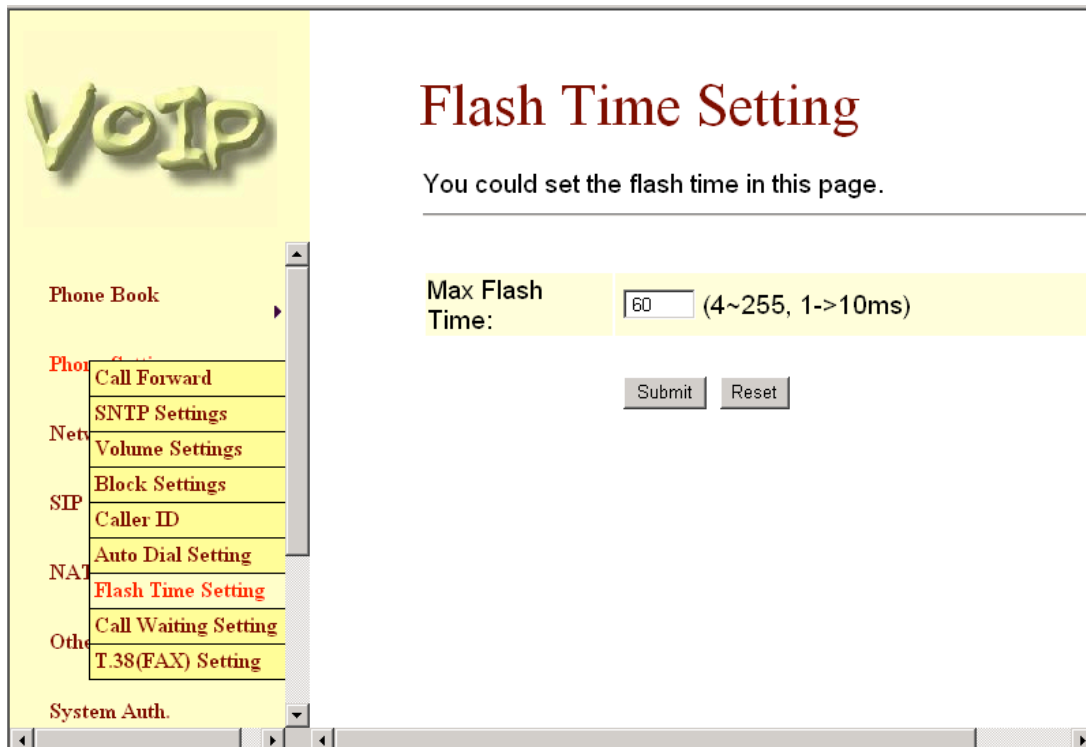 VoIP
Flash Time Setting
You could set the flash time in this page.
Phone Book
Call Forward
SNTP Settings
Volume Settings
Block Settings
SIP
Caller ID
Auto Dial Setting
Flash Time Setting
Call Waiting Setting
T.38(FAX) Setting
System Auth.
Max Flash
Time:
60 (4~255, 1->10ms)
Submit Reset